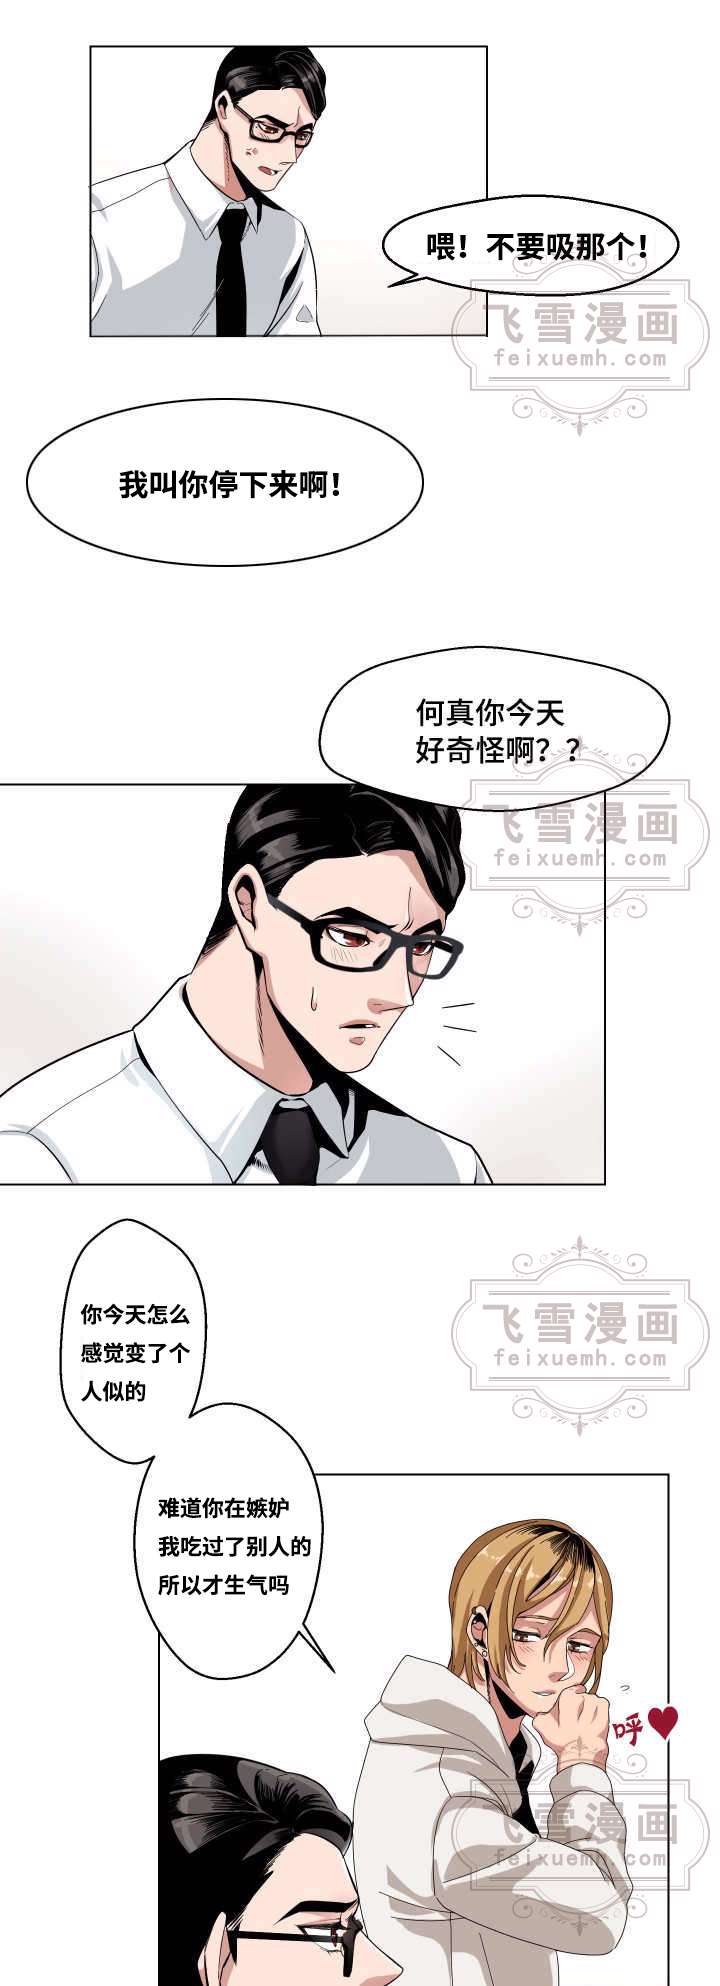 喂！不要吸那个！
飞雪漫画
feixuemh.com
我叫你停下来啊！
何真你今天
好奇怪啊？？
飞雪漫画
feixuemh.com
你今天怎么
感觉变了个
人似的
飞雪漫画
feixuemh.com
难道你在嫉妒
我吃过了别人的
所以才生气吗
呼♥
飞雪漫画
feixuemh.com